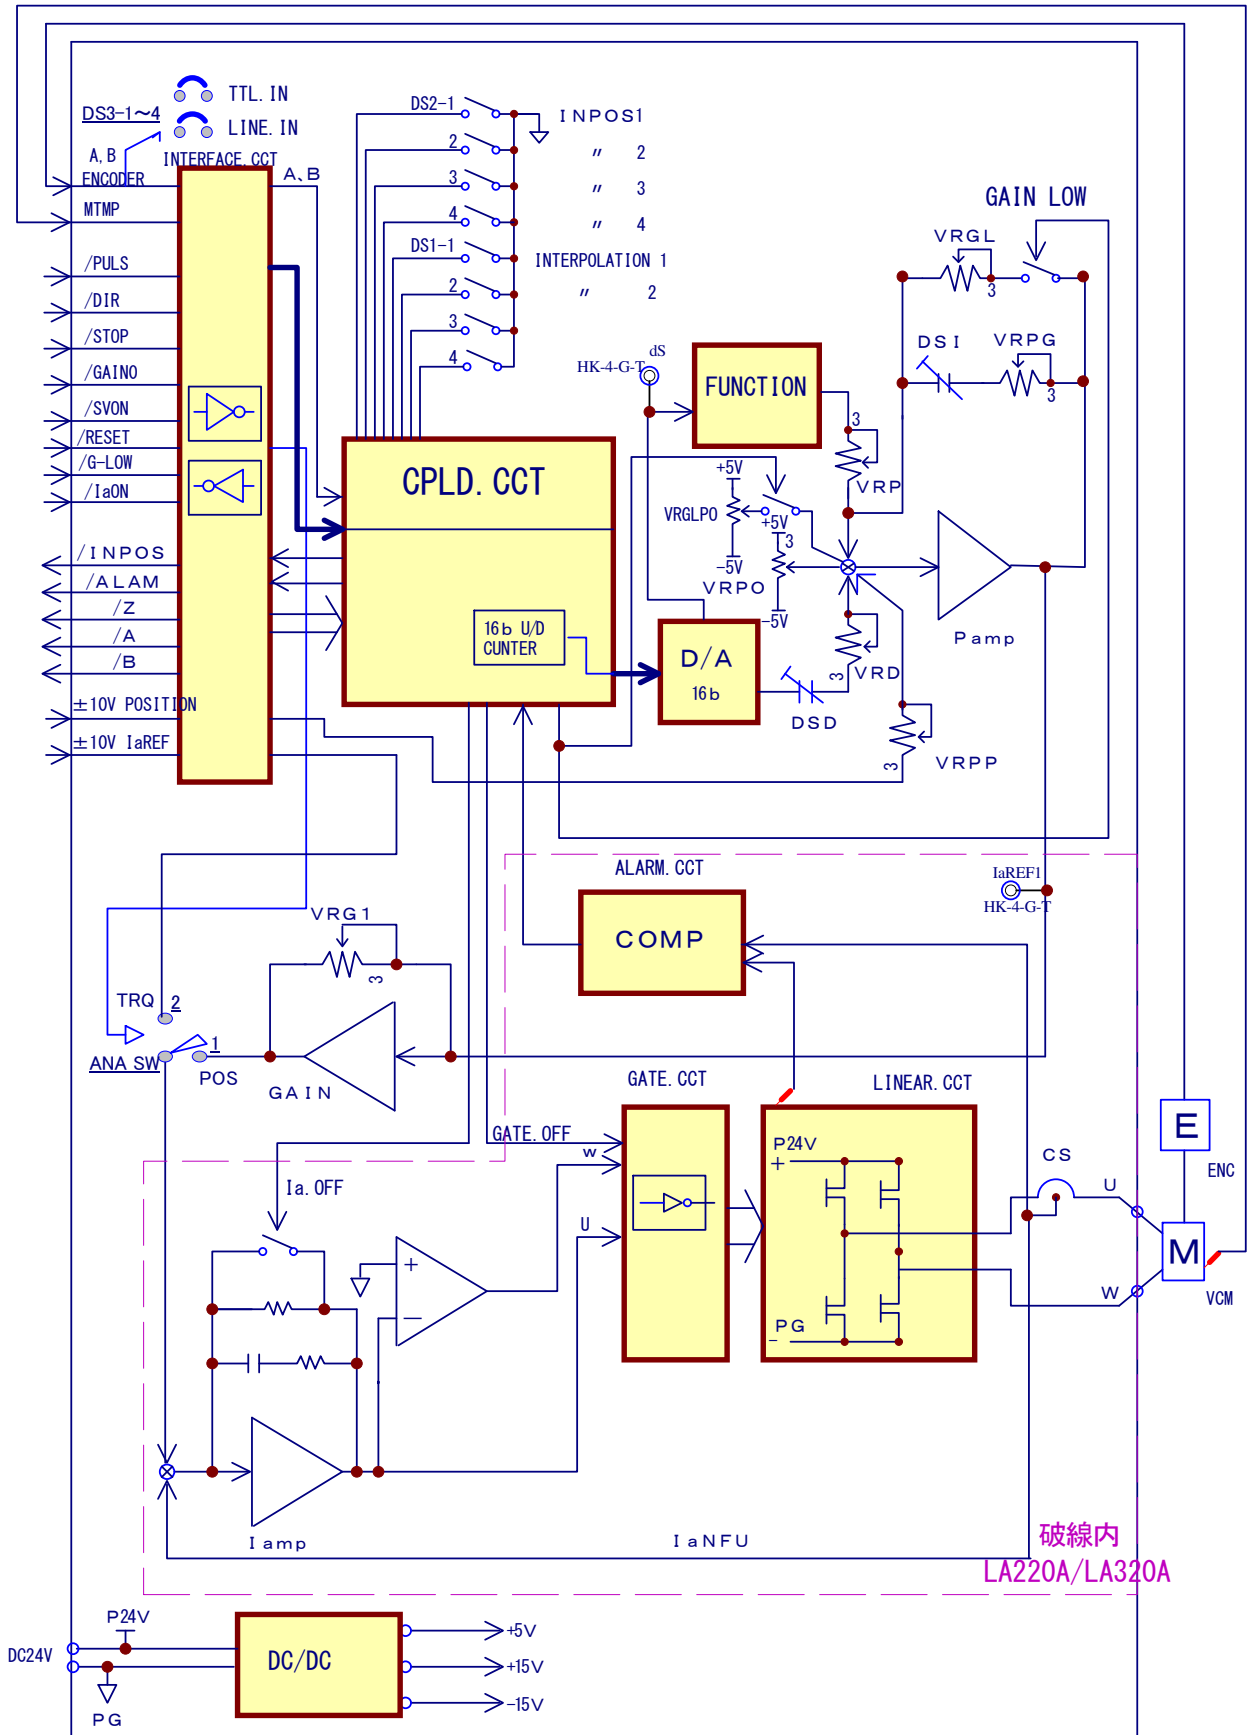 TTL. IN
DS3-1〜4
LINE. IN
A, B
INTERFACE. CCT
ENCODER
A、B
MTMP
/PULS
/DIR
/STOP
/GAINO
/SVON
/RESET
/G-LOW
/IaON
/INPOS
/ALAM
/Z
/A
/B
±10V POSITION
±10V IaREF
DS2-1
2
3
4
DS1-1
2
3
4
INPOS1
〃 2
〃 3
〃 4
INTERPOLATION 1
〃 2
GAIN LOW
VRGL
3
DSI
VRPG
3
dS
HK-4-G-T
FUNCTION
3
VRP
CPLD. CCT
+5V
VRGLPO
-5V
+5V
3
VRPO
-5V
Pamp
16b U/D
CUNTER
D/A
16b
VRD
3
DSD
VRPP
3
ALARM. CCT
COMP
IaREF1
HK-4-G-T
VRG1
3
TRQ 2
1
ANA SW
POS
GAIN
GATE. CCT
LINEAR. CCT
GATE. OFF
W
U
Ia. OFF
P24V
+
PG
-
CS
U
W
E
ENC
M
VCM
+
-
Iamp
IaNFU
破線内
LA220A/LA320A
P24V
DC24V
PG
DC/DC
+5V
+15V
-15V